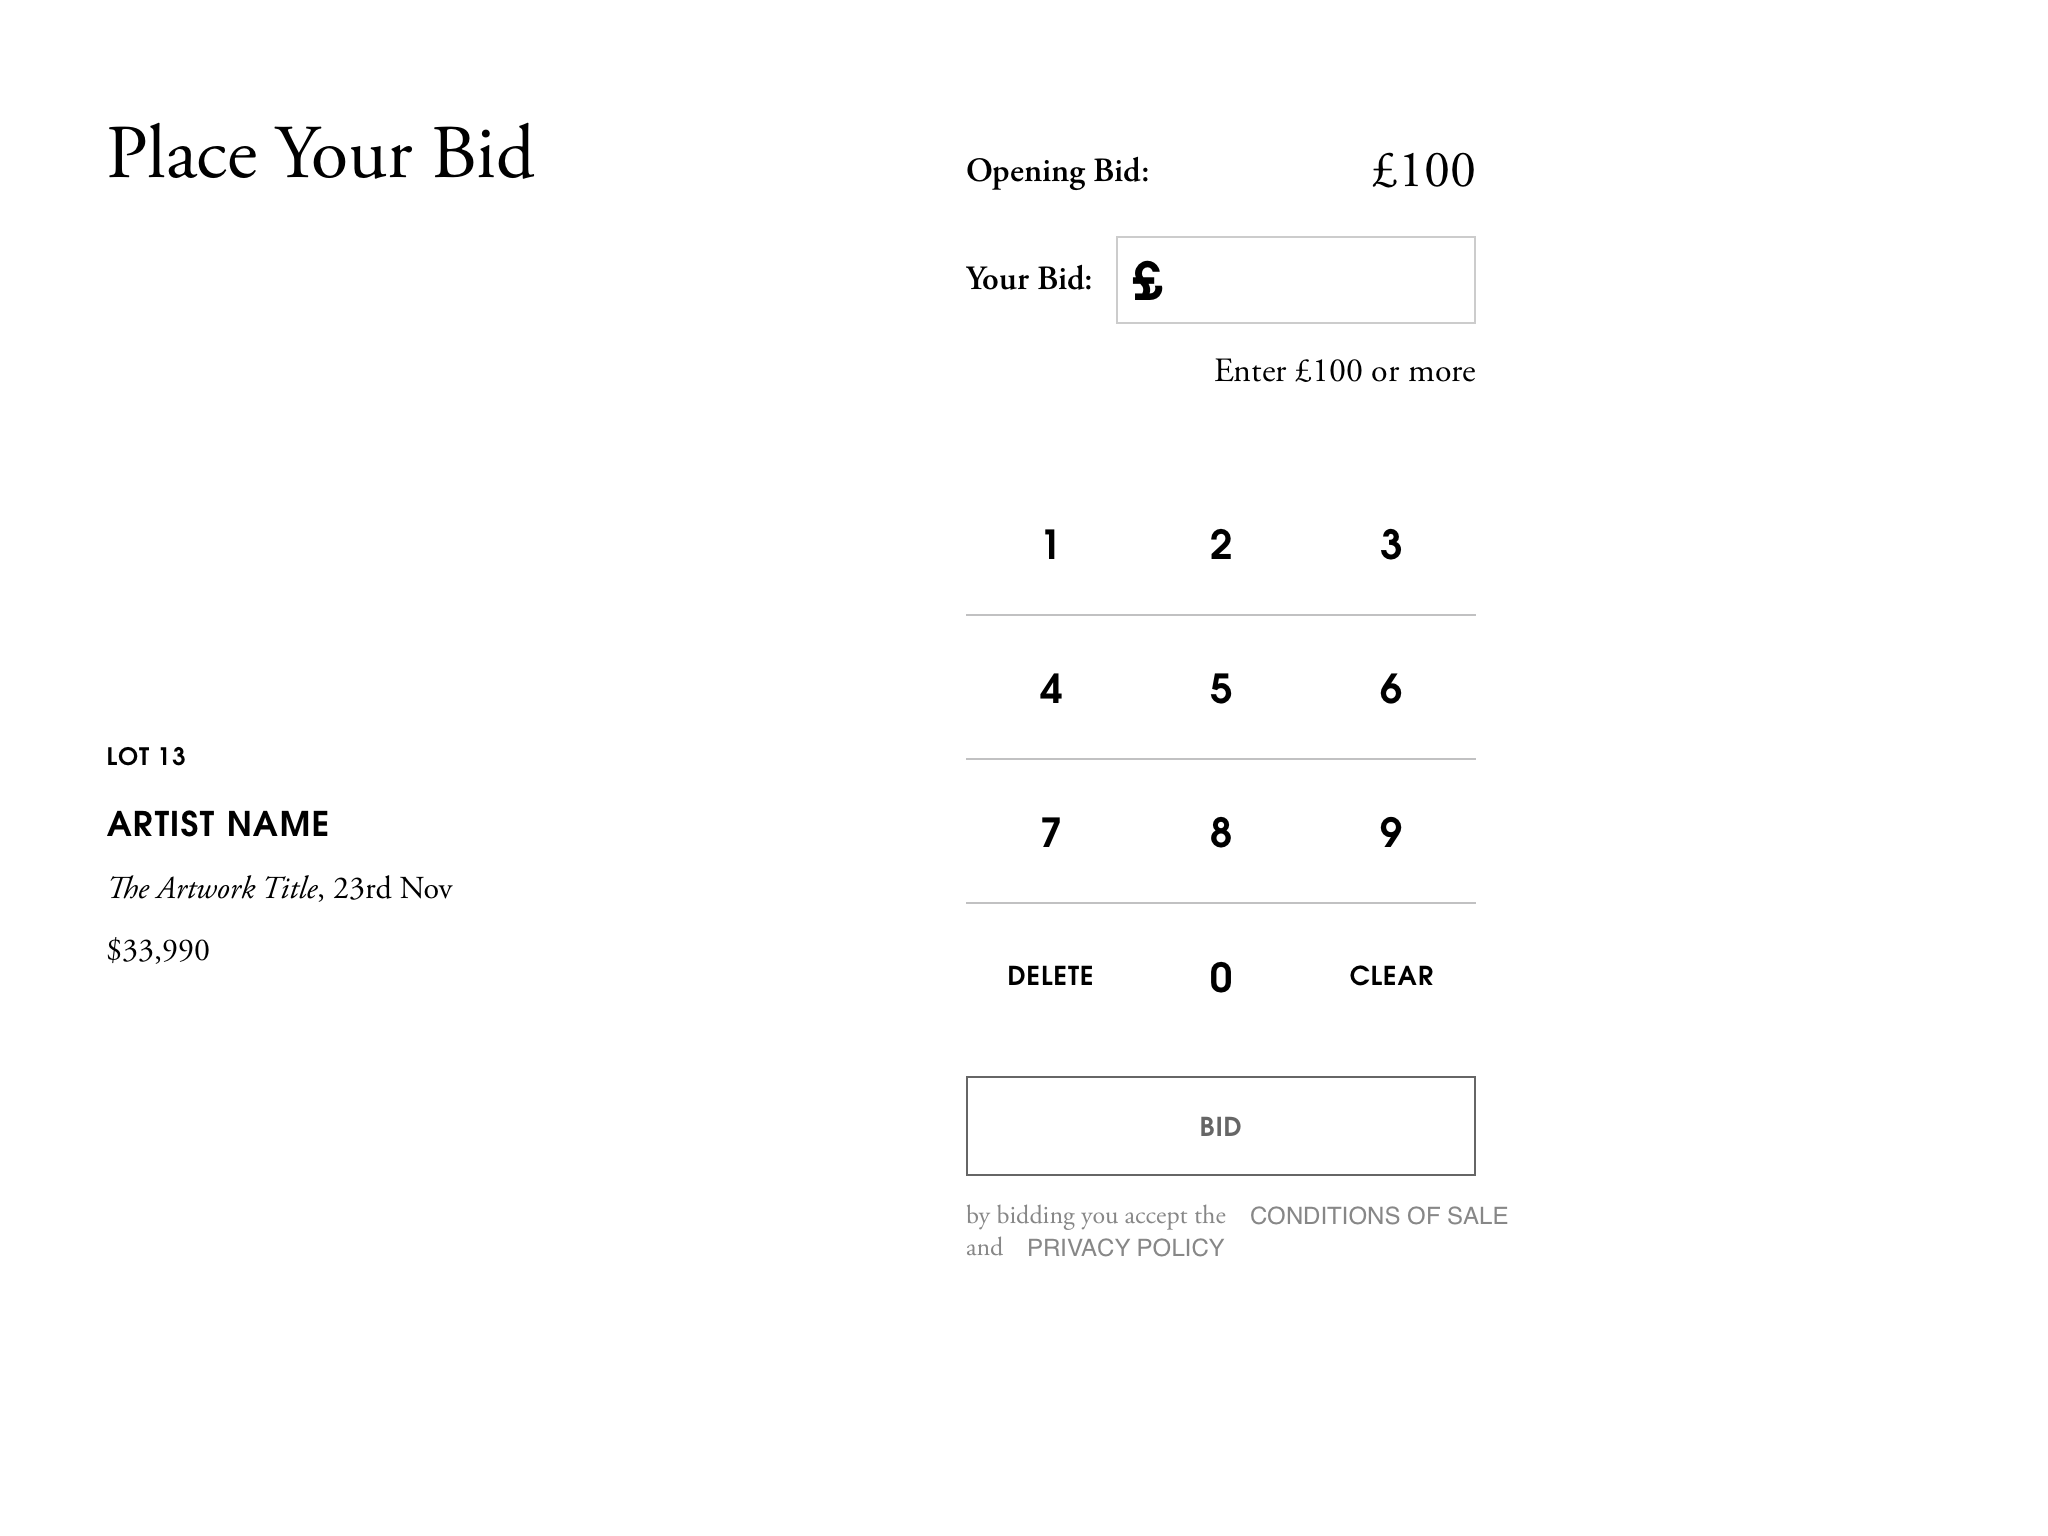 Place Your Bid
Opening Bid: £100
Your Bid: £
Enter £100 or more
1 2 3
4 5 6
7 8 9
DELETE 0 CLEAR
BID
by bidding you accept the CONDITIONS OF SALE
and PRIVACY POLICY
LOT 13
ARTIST NAME
The Artwork Title, 23rd Nov
$33,990